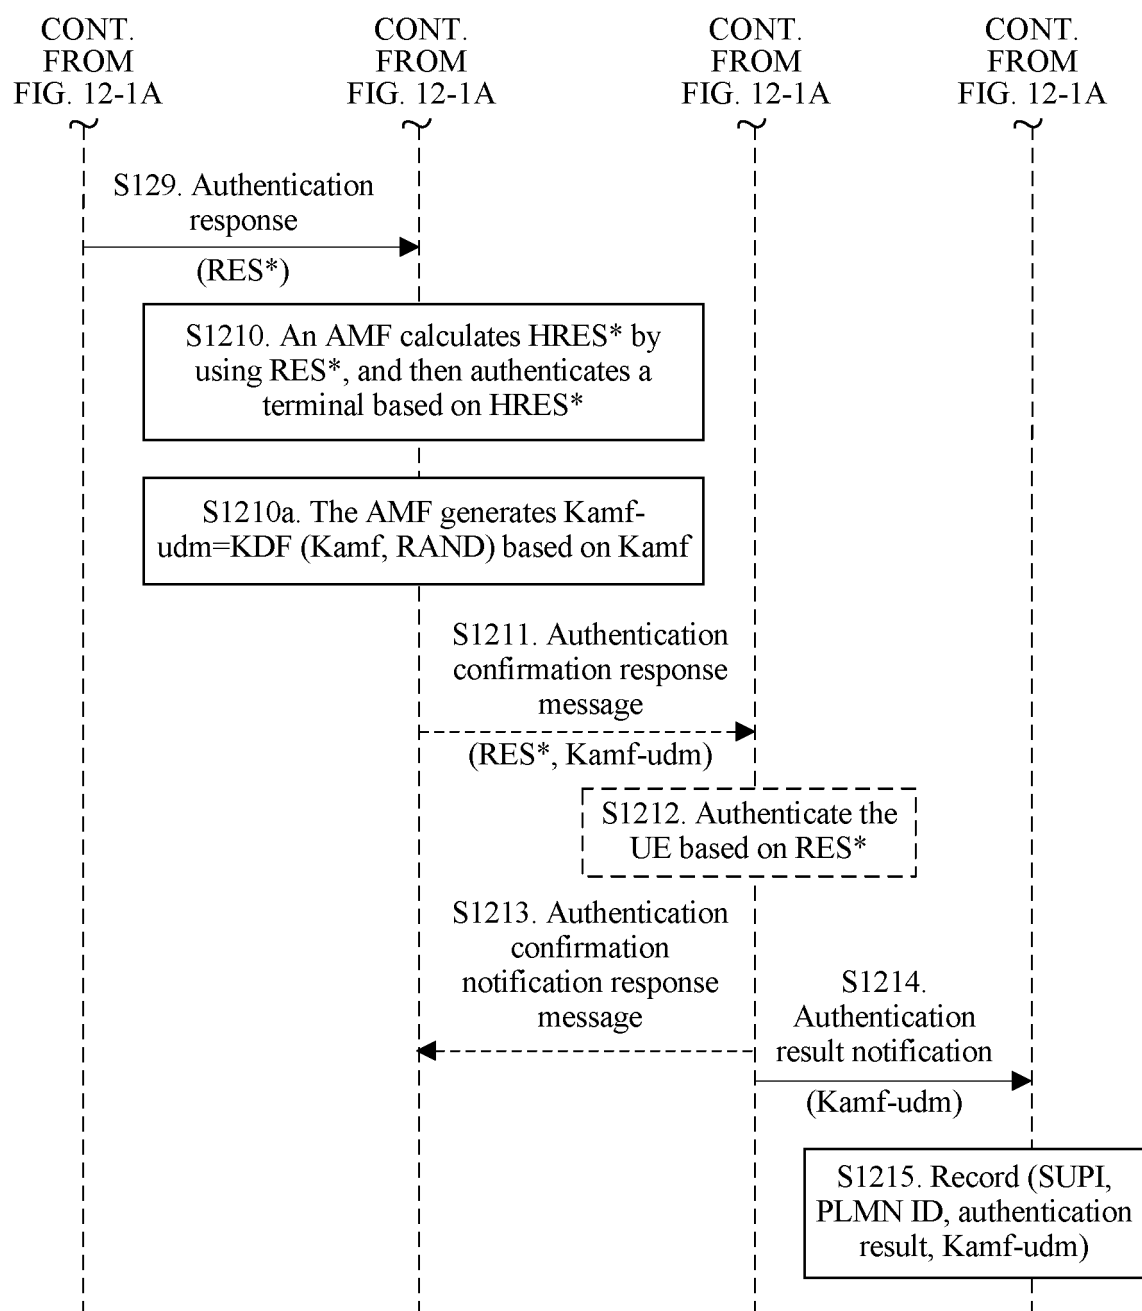 CONT.
FROM
FIG. 12-1A
CONT.
FROM
FIG. 12-1A
CONT.
FROM
FIG. 12-1A
CONT.
FROM
FIG. 12-1A
S129. Authentication
response
(RES*)
S1210. An AMF calculates HRES* by
using RES*, and then authenticates a
terminal based on HRES*
S1210a. The AMF generates Kamf-
udm=KDF (Kamf, RAND) based on Kamf
S1211. Authentication
confirmation response
message
(RES*, Kamf-udm)
S1212. Authenticate the
UE based on RES*
S1213. Authentication
confirmation
notification response
message
S1214.
Authentication
result notification
(Kamf-udm)
S1215. Record (SUPI,
PLMN ID, authentication
result, Kamf-udm)